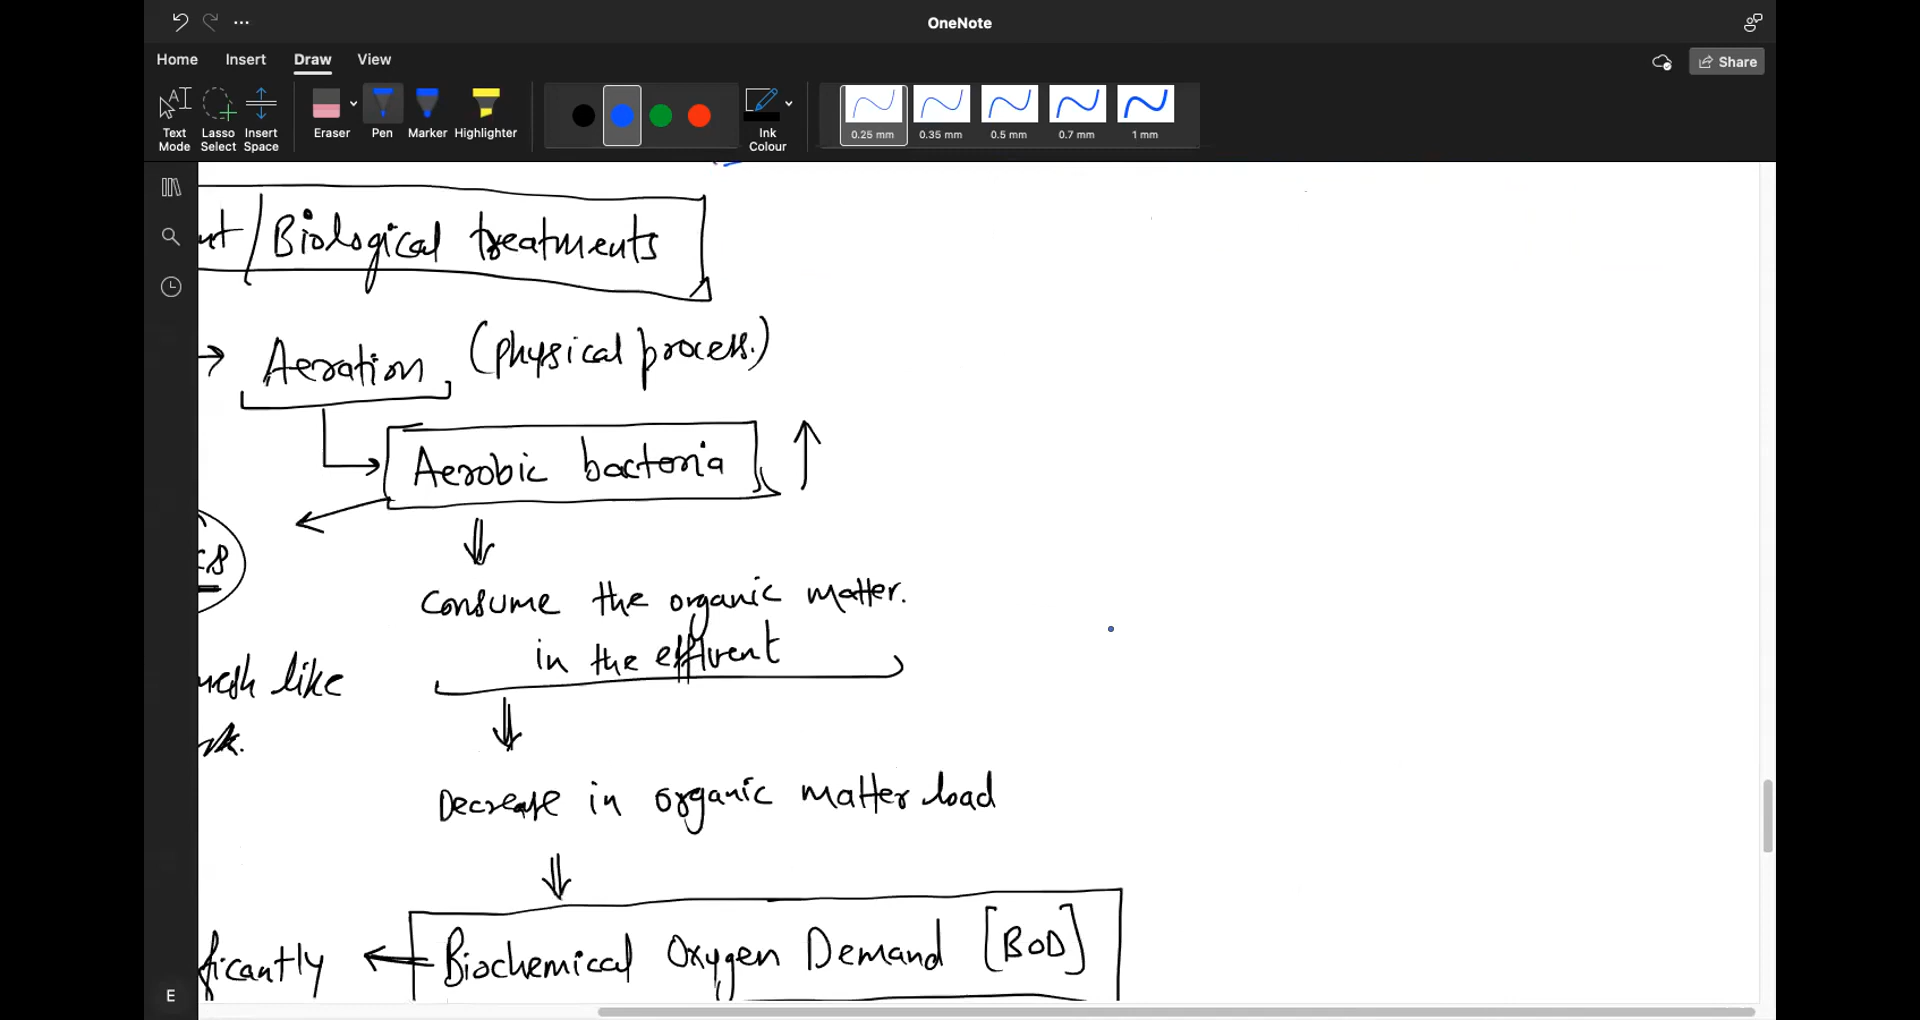 OneNote
Home Insert Draw View
Share
Text Mode
Lasso Select
Insert Space
Eraser
Pen
Marker
Highlighter
Ink Colour
0.25 mm
0.35 mm
0.5 mm
0.7 mm
1 mm
/Biological treatments
→ Aeration (physical process.)
Aerobic bacteria ↑
⇓
Consume the organic matter.
in the effluent
mesh like
⇓
Decrease in organic matter load
⇓
ficantly ← Biochemical Oxygen Demand [BOD]
E